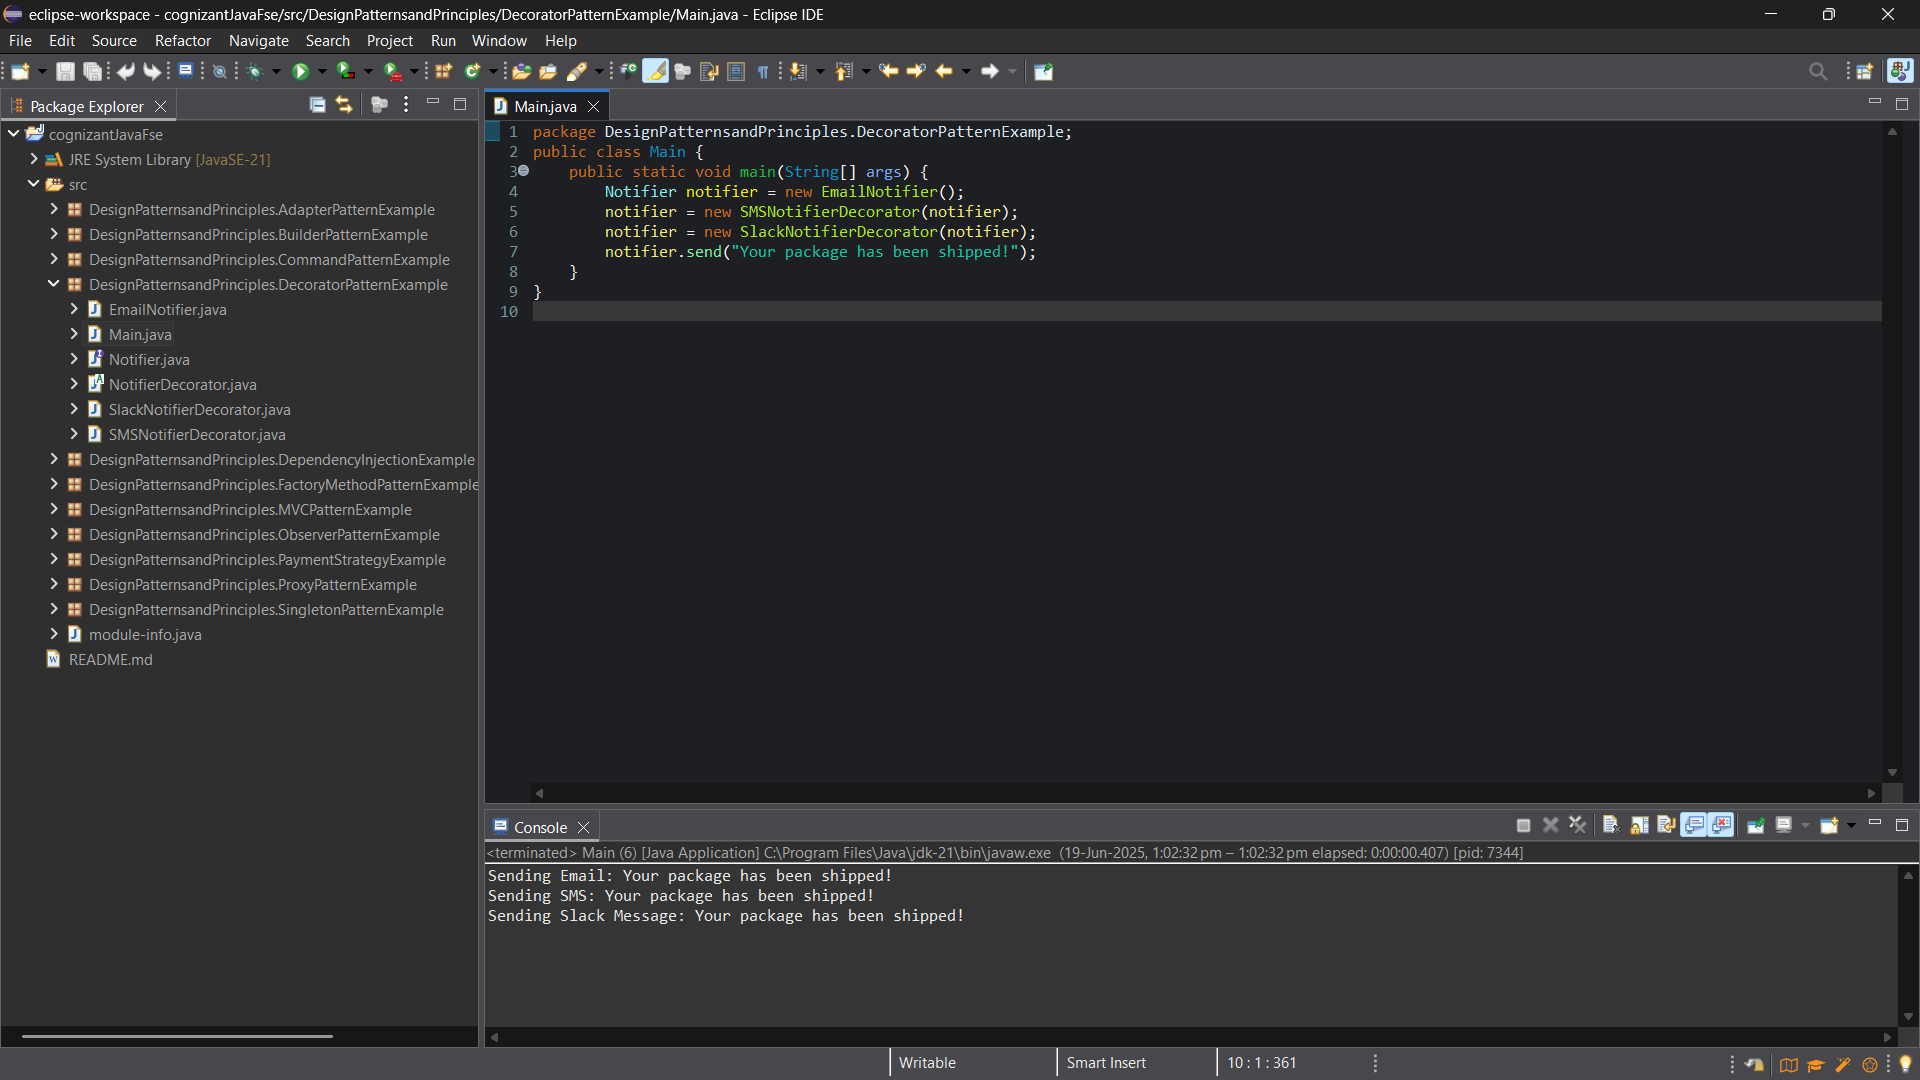 eclipse-workspace - cognizantJavaFse/src/DesignPatternsandPrinciples/DecoratorPatternExample/Main.java - Eclipse IDE
File Edit Source Refactor Navigate Search Project Run Window Help
Package Explorer
cognizantJavaFse
JRE System Library [JavaSE-21]
src
DesignPatternsandPrinciples.AdapterPatternExample
DesignPatternsandPrinciples.BuilderPatternExample
DesignPatternsandPrinciples.CommandPatternExample
DesignPatternsandPrinciples.DecoratorPatternExample
EmailNotifier.java
Main.java
Notifier.java
NotifierDecorator.java
SlackNotifierDecorator.java
SMSNotifierDecorator.java
DesignPatternsandPrinciples.DependencyInjectionExample
DesignPatternsandPrinciples.FactoryMethodPatternExample
DesignPatternsandPrinciples.MVCPatternExample
DesignPatternsandPrinciples.ObserverPatternExample
DesignPatternsandPrinciples.PaymentStrategyExample
DesignPatternsandPrinciples.ProxyPatternExample
DesignPatternsandPrinciples.SingletonPatternExample
module-info.java
README.md
Main.java
1 package DesignPatternsandPrinciples.DecoratorPatternExample;
2 public class Main {
3     public static void main(String[] args) {
4         Notifier notifier = new EmailNotifier();
5         notifier = new SMSNotifierDecorator(notifier);
6         notifier = new SlackNotifierDecorator(notifier);
7         notifier.send("Your package has been shipped!");
8     }
9 }
10
Console
<terminated> Main (6) [Java Application] C:\Program Files\Java\jdk-21\bin\javaw.exe (19-Jun-2025, 1:02:32 pm – 1:02:32 pm elapsed: 0:00:00.407) [pid: 7344]
Sending Email: Your package has been shipped!
Sending SMS: Your package has been shipped!
Sending Slack Message: Your package has been shipped!
Writable Smart Insert 10 : 1 : 361